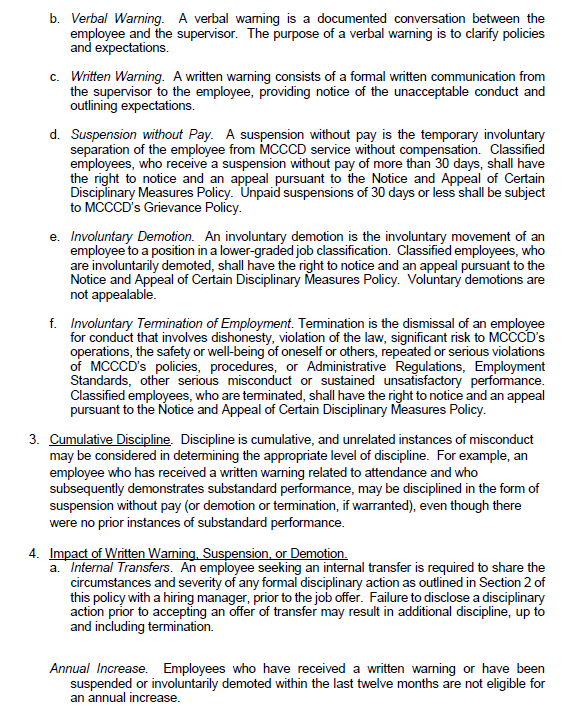 b. Verbal Warning. A verbal warning is a documented conversation between the
employee and the supervisor. The purpose of a verbal warning is to clarify policies
and expectations.
c. Written Warning. A written warning consists of a formal written communication from
the supervisor to the employee, providing notice of the unacceptable conduct and
outlining expectations.
d. Suspension without Pay. A suspension without pay is the temporary involuntary
separation of the employee from MCCCD service without compensation. Classified
employees, who receive a suspension without pay of more than 30 days, shall have
the right to notice and an appeal pursuant to the Notice and Appeal of Certain
Disciplinary Measures Policy. Unpaid suspensions of 30 days or less shall be subject
to MCCCD's Grievance Policy.
e. Involuntary Demotion. An involuntary demotion is the involuntary movement of an
employee to a position in a lower-graded job classification. Classified employees, who
are involuntarily demoted, shall have the right to notice and an appeal pursuant to the
Notice and Appeal of Certain Disciplinary Measures Policy. Voluntary demotions are
not appealable.
f. Involuntary Termination of Employment. Termination is the dismissal of an employee
for conduct that involves dishonesty, violation of the law, significant risk to MCCCD's
operations, the safety or well-being of oneself or others, repeated or serious violations
of MCCCD's policies, procedures, or Administrative Regulations, Employment
Standards, other serious misconduct or sustained unsatisfactory performance.
Classified employees, who are terminated, shall have the right to notice and an appeal
pursuant to the Notice and Appeal of Certain Disciplinary Measures Policy.
3. Cumulative Discipline. Discipline is cumulative, and unrelated instances of misconduct
may be considered in determining the appropriate level of discipline. For example, an
employee who has received a written warning related to attendance and who
subsequently demonstrates substandard performance, may be disciplined in the form of
suspension without pay (or demotion or termination, if warranted), even though there
were no prior instances of substandard performance.
4. Impact of Written Warning, Suspension, or Demotion.
a. Internal Transfers. An employee seeking an internal transfer is required to share the
circumstances and severity of any formal disciplinary action as outlined in Section 2 of
this policy with a hiring manager, prior to the job offer. Failure to disclose a disciplinary
action prior to accepting an offer of transfer may result in additional discipline, up to
and including termination.
Annual Increase. Employees who have received a written warning or have been
suspended or involuntarily demoted within the last twelve months are not eligible for
an annual increase.